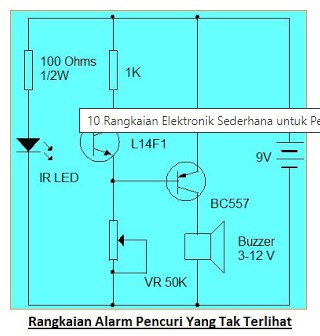 100 Ohms
1/2W
1K
10 Rangkaian Elektronik Sederhana untuk
L14F1
IR LED
9V
BC557
Buzzer
3-12 V
VR 50K
Rangkaian Alarm Pencuri Yang Tak Terlihat